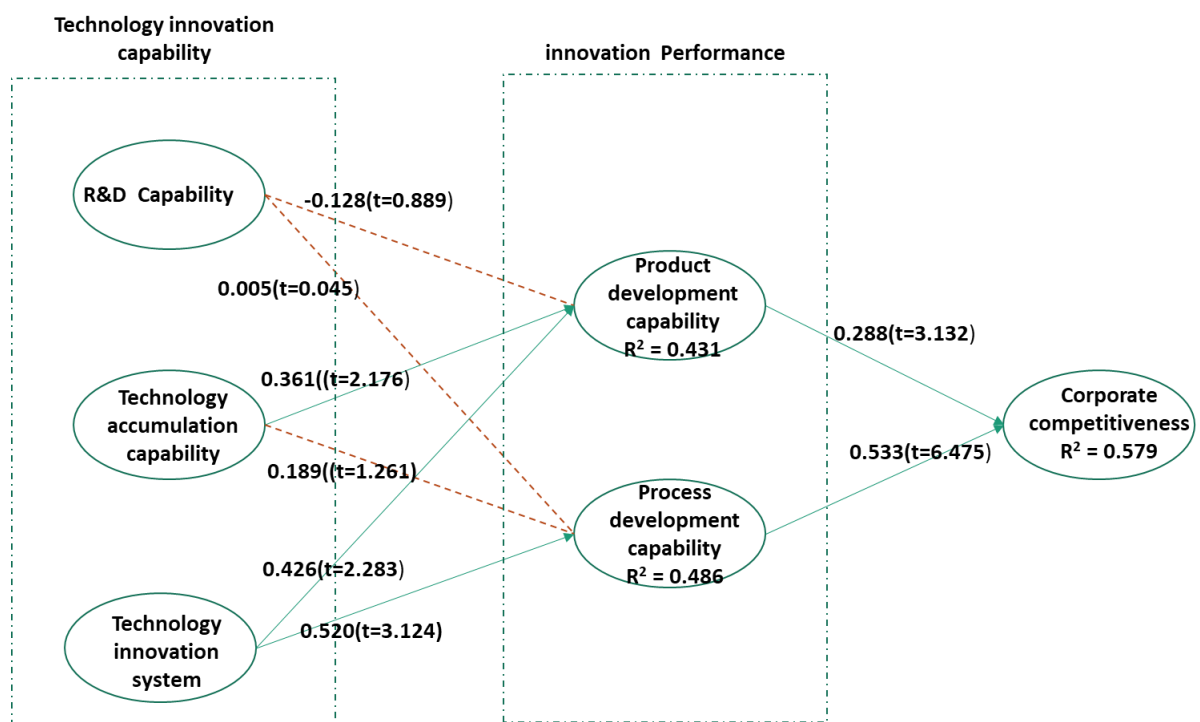 Technology innovation
capability
innovation Performance
R&D Capability
-0.128(t=0.889)
0.005(t=0.045)
Product
development
capability
R² = 0.431
0.288(t=3.132)
0.361((t=2.176)
Technology
accumulation
capability
Corporate
competitiveness
R² = 0.579
0.189((t=1.261)
0.533(t=6.475)
Process
development
capability
R² = 0.486
0.426(t=2.283)
0.520(t=3.124)
Technology
innovation
system